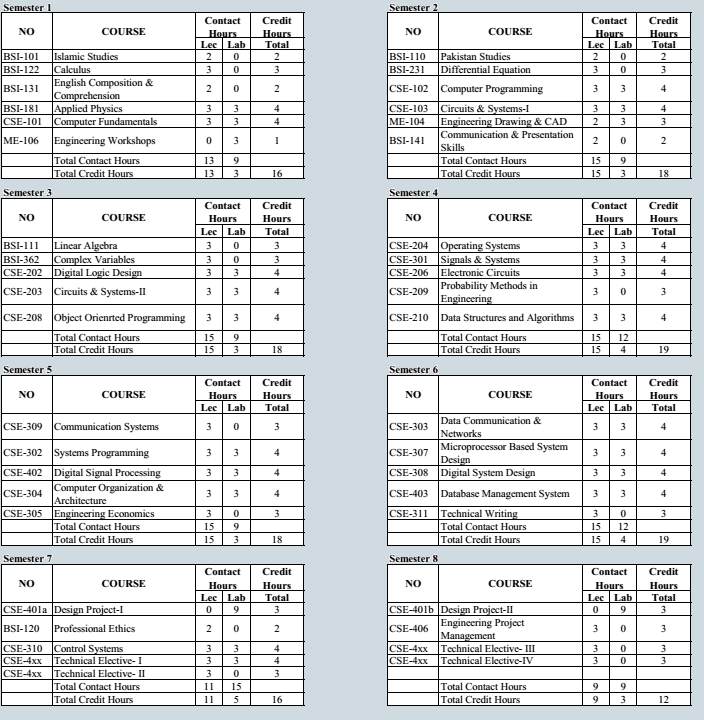 Semester 1
NO COURSE Contact Hours Credit Hours
Lec Lab Total
BSI-101 Islamic Studies 2 0 2
BSI-122 Calculus 3 0 3
BSI-131 English Composition & Comprehension 2 0 2
BSI-181 Applied Physics 3 3 4
CSE-101 Computer Fundamentals 3 3 4
ME-106 Engineering Workshops 0 3 1
Total Contact Hours 13 9
Total Credit Hours 13 3 16
Semester 2
NO COURSE Contact Hours Credit Hours
Lec Lab Total
BSI-110 Pakistan Studies 2 0 2
BSI-231 Differential Equation 3 0 3
CSE-102 Computer Programming 3 3 4
CSE-103 Circuits & Systems-I 3 3 4
ME-104 Engineering Drawing & CAD 2 3 3
BSI-141 Communication & Presentation Skills 2 0 2
Total Contact Hours 15 9
Total Credit Hours 15 3 18
Semester 3
NO COURSE Contact Hours Credit Hours
Lec Lab Total
BSI-111 Linear Algebra 3 0 3
BSI-362 Complex Variables 3 0 3
CSE-202 Digital Logic Design 3 3 4
CSE-203 Circuits & Systems-II 3 3 4
CSE-208 Object Orienrted Programming 3 3 4
Total Contact Hours 15 9
Total Credit Hours 15 3 18
Semester 4
NO COURSE Contact Hours Credit Hours
Lec Lab Total
CSE-204 Operating Systems 3 3 4
CSE-301 Signals & Systems 3 3 4
CSE-206 Electronic Circuits 3 3 4
CSE-209 Probability Methods in Engineering 3 0 3
CSE-210 Data Structures and Algorithms 3 3 4
Total Contact Hours 15 12
Total Credit Hours 15 4 19
Semester 5
NO COURSE Contact Hours Credit Hours
Lec Lab Total
CSE-309 Communication Systems 3 0 3
CSE-302 Systems Programming 3 3 4
CSE-402 Digital Signal Processing 3 3 4
CSE-304 Computer Organization & Architecture 3 3 4
CSE-305 Engineering Economics 3 0 3
Total Contact Hours 15 9
Total Credit Hours 15 3 18
Semester 6
NO COURSE Contact Hours Credit Hours
Lec Lab Total
CSE-303 Data Communication & Networks 3 3 4
CSE-307 Microprocessor Based System Design 3 3 4
CSE-308 Digital System Design 3 3 4
CSE-403 Database Management System 3 3 4
CSE-311 Technical Writing 3 0 3
Total Contact Hours 15 12
Total Credit Hours 15 4 19
Semester 7
NO COURSE Contact Hours Credit Hours
Lec Lab Total
CSE-401a Design Project-I 0 9 3
BSI-120 Professional Ethics 2 0 2
CSE-310 Control Systems 3 3 4
CSE-4xx Technical Elective- I 3 3 4
CSE-4xx Technical Elective- II 3 0 3
Total Contact Hours 11 15
Total Credit Hours 11 5 16
Semester 8
NO COURSE Contact Hours Credit Hours
Lec Lab Total
CSE-401b Design Project-II 0 9 3
CSE-406 Engineering Project Management 3 0 3
CSE-4xx Technical Elective- III 3 0 3
CSE-4xx Technical Elective-IV 3 0 3
Total Contact Hours 9 9
Total Credit Hours 9 3 12